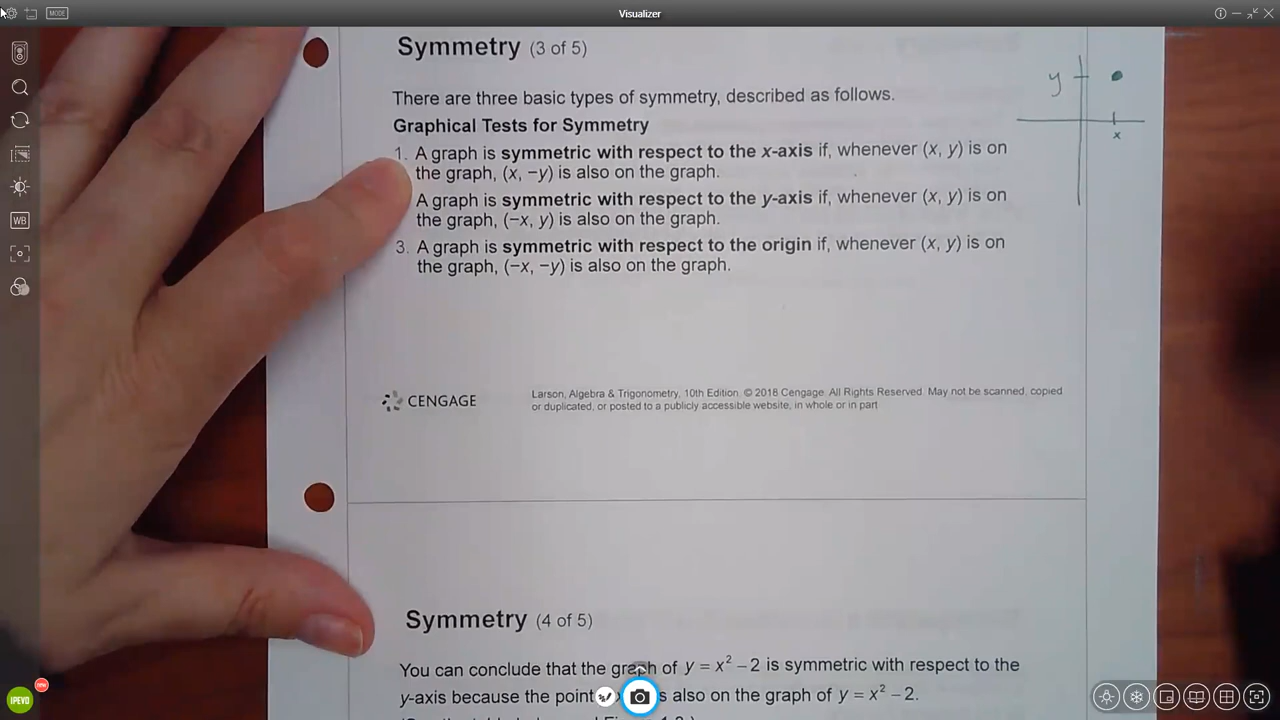 MODE
Visualizer
Symmetry (3 of 5)
There are three basic types of symmetry, described as follows.
Graphical Tests for Symmetry
1. A graph is symmetric with respect to the x-axis if, whenever (x, y) is on
the graph, (x, −y) is also on the graph.
A graph is symmetric with respect to the y-axis if, whenever (x, y) is on
the graph, (−x, y) is also on the graph.
3. A graph is symmetric with respect to the origin if, whenever (x, y) is on
the graph, (−x, −y) is also on the graph.
y
x
CENGAGE
Larson, Algebra & Trigonometry, 10th Edition. © 2018 Cengage. All Rights Reserved. May not be scanned, copied
or duplicated, or posted to a publicly accessible website, in whole or in part
Symmetry (4 of 5)
You can conclude that the graph of y = x² − 2 is symmetric with respect to the
y-axis because the point s also on the graph of y = x² − 2.
WB
IPEVO
new